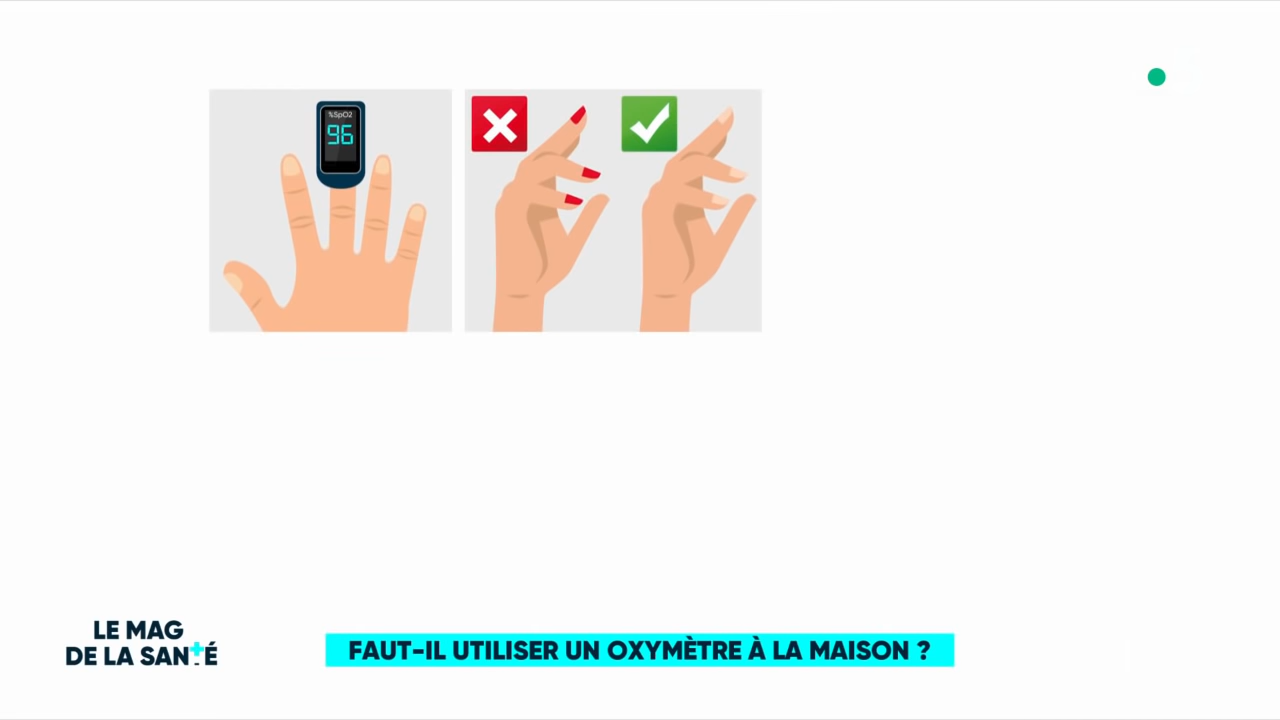 %SpO2
96
LE MAG
DE LA SANTÉ
FAUT-IL UTILISER UN OXYMÈTRE À LA MAISON ?